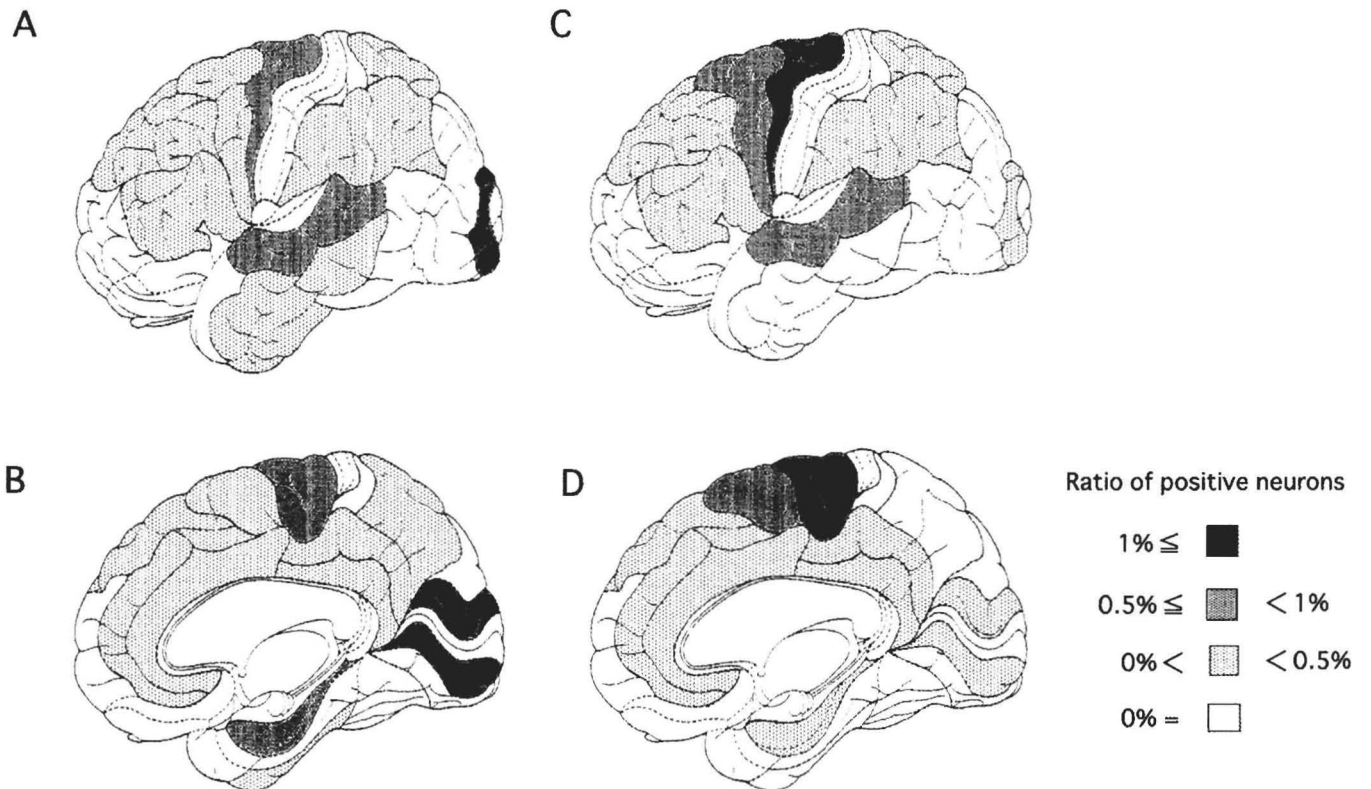 A
C
B
D
Ratio of positive neurons
1% ≦
0.5% ≦ < 1%
0% < < 0.5%
0% =